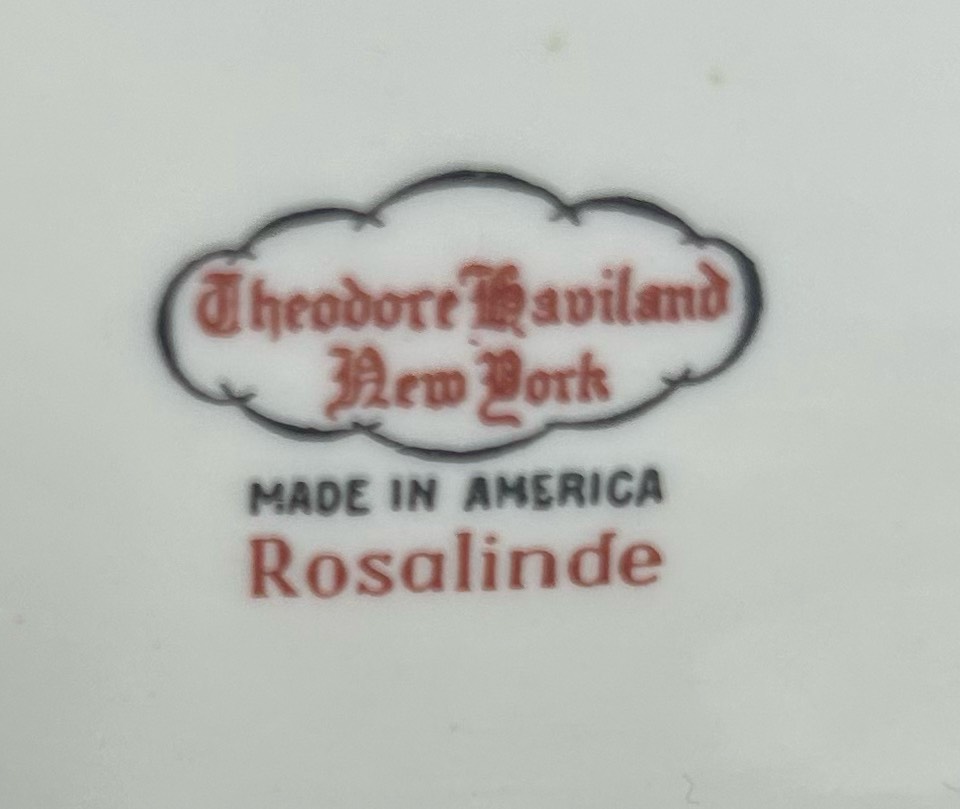 Theodore Haviland
New York
MADE IN AMERICA
Rosalinde